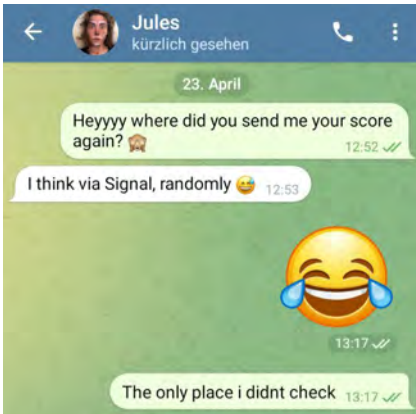 Jules
kürzlich gesehen
23. April
Heyyyy where did you send me your score
again? 🙈
12:52
I think via Signal, randomly 😅 12:53
😂
13:17
The only place i didnt check 13:17